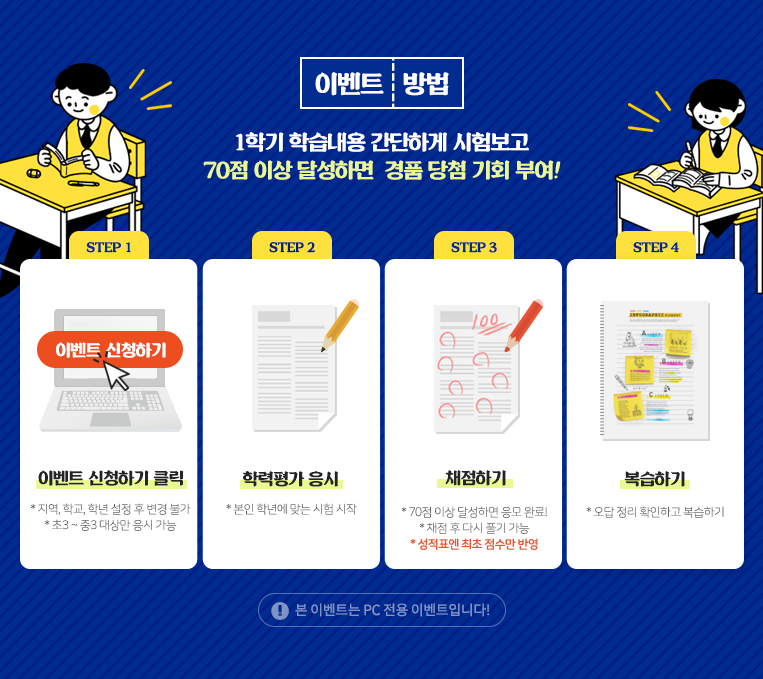 이벤트 방법
1학기 학습내용 간단하게 시험보고
70점 이상 달성하면 경품 당첨 기회 부여!
STEP 1
이벤트 신청하기
이벤트 신청하기 클릭
* 지역, 학교, 학년 설정 후 변경 불가
* 초3 ~ 중3 대상만 응시 가능
STEP 2
학력평가 응시
* 본인 학년에 맞는 시험 시작
STEP 3
100
채점하기
* 70점 이상 달성하면 응모 완료!
* 채점 후 다시 풀기 가능
* 성적표엔 최초 점수만 반영
STEP 4
INFOGRAPHIC
복습하기
* 오답 정리 확인하고 복습하기
! 본 이벤트는 PC 전용 이벤트입니다!